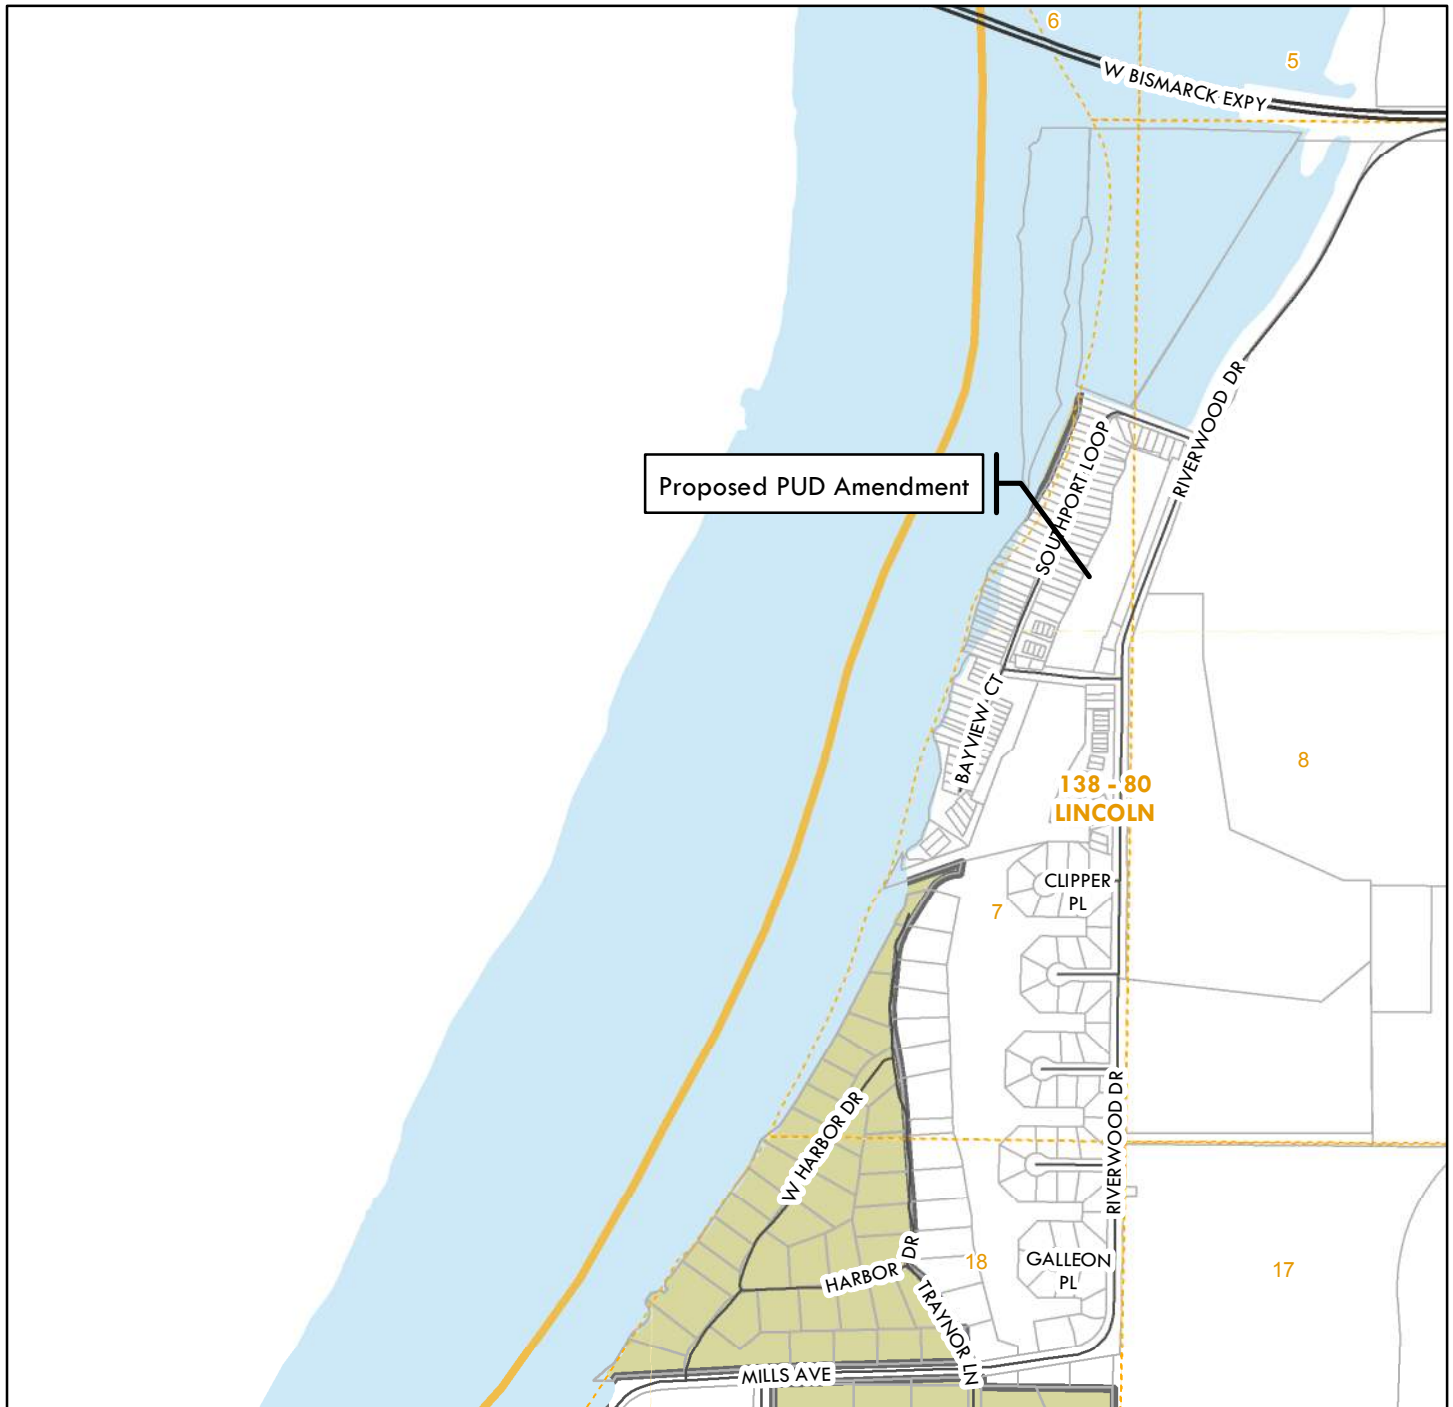 6
5
W BISMARCK EXPY
RIVERWOOD DR
Proposed PUD Amendment
SOUTHPORT LOOP
BAYVIEW CT
8
138 - 80
LINCOLN
CLIPPER
PL
7
W HARBOR DR
RIVERWOOD DR
HARBOR DR
18
GALLEON
PL
17
TRAYNOR LN
MILLS AVE